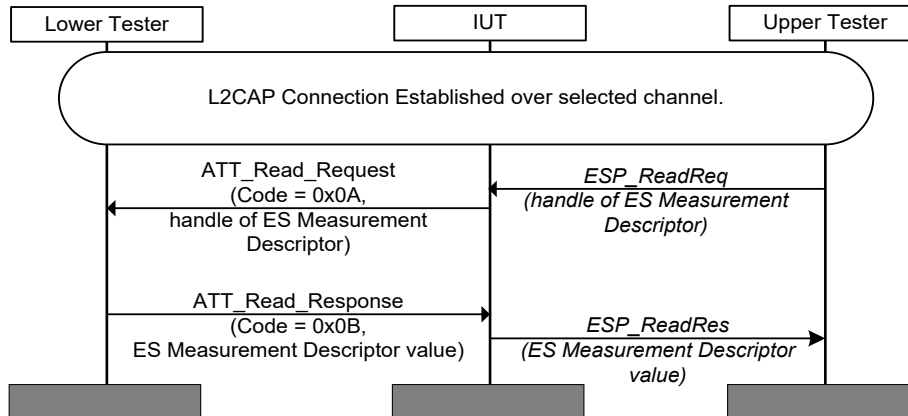 Lower Tester
IUT
Upper Tester
L2CAP Connection Established over selected channel.
ATT_Read_Request
(Code = 0x0A,
handle of ES Measurement
Descriptor)
ESP_ReadReq
(handle of ES Measurement
Descriptor)
ATT_Read_Response
(Code = 0x0B,
ES Measurement Descriptor value)
ESP_ReadRes
(ES Measurement Descriptor
value)